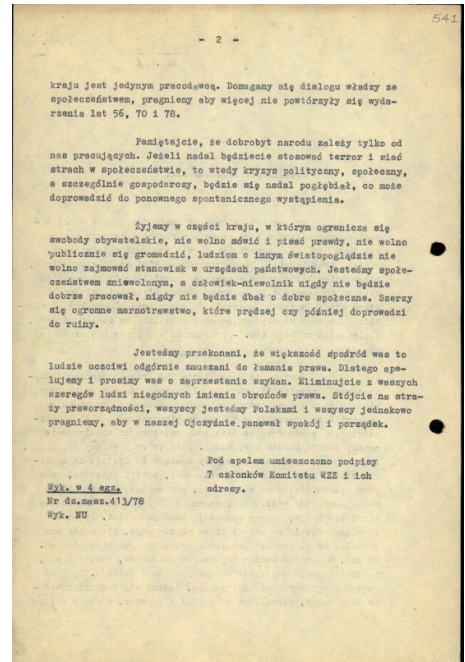 541
- 2 -
kraju jest jedynym pracodawcą. Domagamy się dialogu władzy ze
społeczeństwem, pragniemy aby więcej nie powtórzyły się wyda-
rzenia lat 56, 70 i 78.
Pamiętajcie, że dobrobyt narodu zależy tylko od
nas pracujących. Jeżeli nadal będziecie stosować terror i siać
strach w społeczeństwie, to wtedy kryzys polityczny, społeczny,
a szczególnie gospodarczy, będzie się nadal pogłębiał, co może
doprowadzić do ponownego spontanicznego wystąpienia.
Żyjemy w części kraju, w którym ogranicza się
swobody obywatelskie, nie wolno mówić i pisać prawdy, nie wolno
publicznie się gromadzić, ludziom o innym światopoglądzie nie
wolno zajmować stanowisk w urzędach państwowych. Jesteśmy społe-
czeństwem zniewolonym, a człowiek-niewolnik nigdy nie będzie
dobrze pracował, nigdy nie będzie dbał o dobro społeczne. Szerzy
się ogromne marnotrawstwo, które prędzej czy później doprowadzi
do ruiny.
Jesteśmy przekonani, że większość spośród was to
ludzie uczciwi odgórnie zmuszani do łamania prawa. Dlatego ape-
lujemy i prosimy was o zaprzestanie szykan. Eliminujcie z waszych
szeregów ludzi niegodnych imienia obrońców prawa. Stójcie na stra-
ży praworządności, wszyscy jesteśmy Polakami i wszyscy jednakowo
pragniemy, aby w naszej Ojczyźnie panował spokój i porządek.
Pod apelem umieszczono podpisy
7 członków Komitetu WZZ i ich
adresy.
Wyk. w 4 egz.
Nr dz.masz.413/78
Wyk. NU